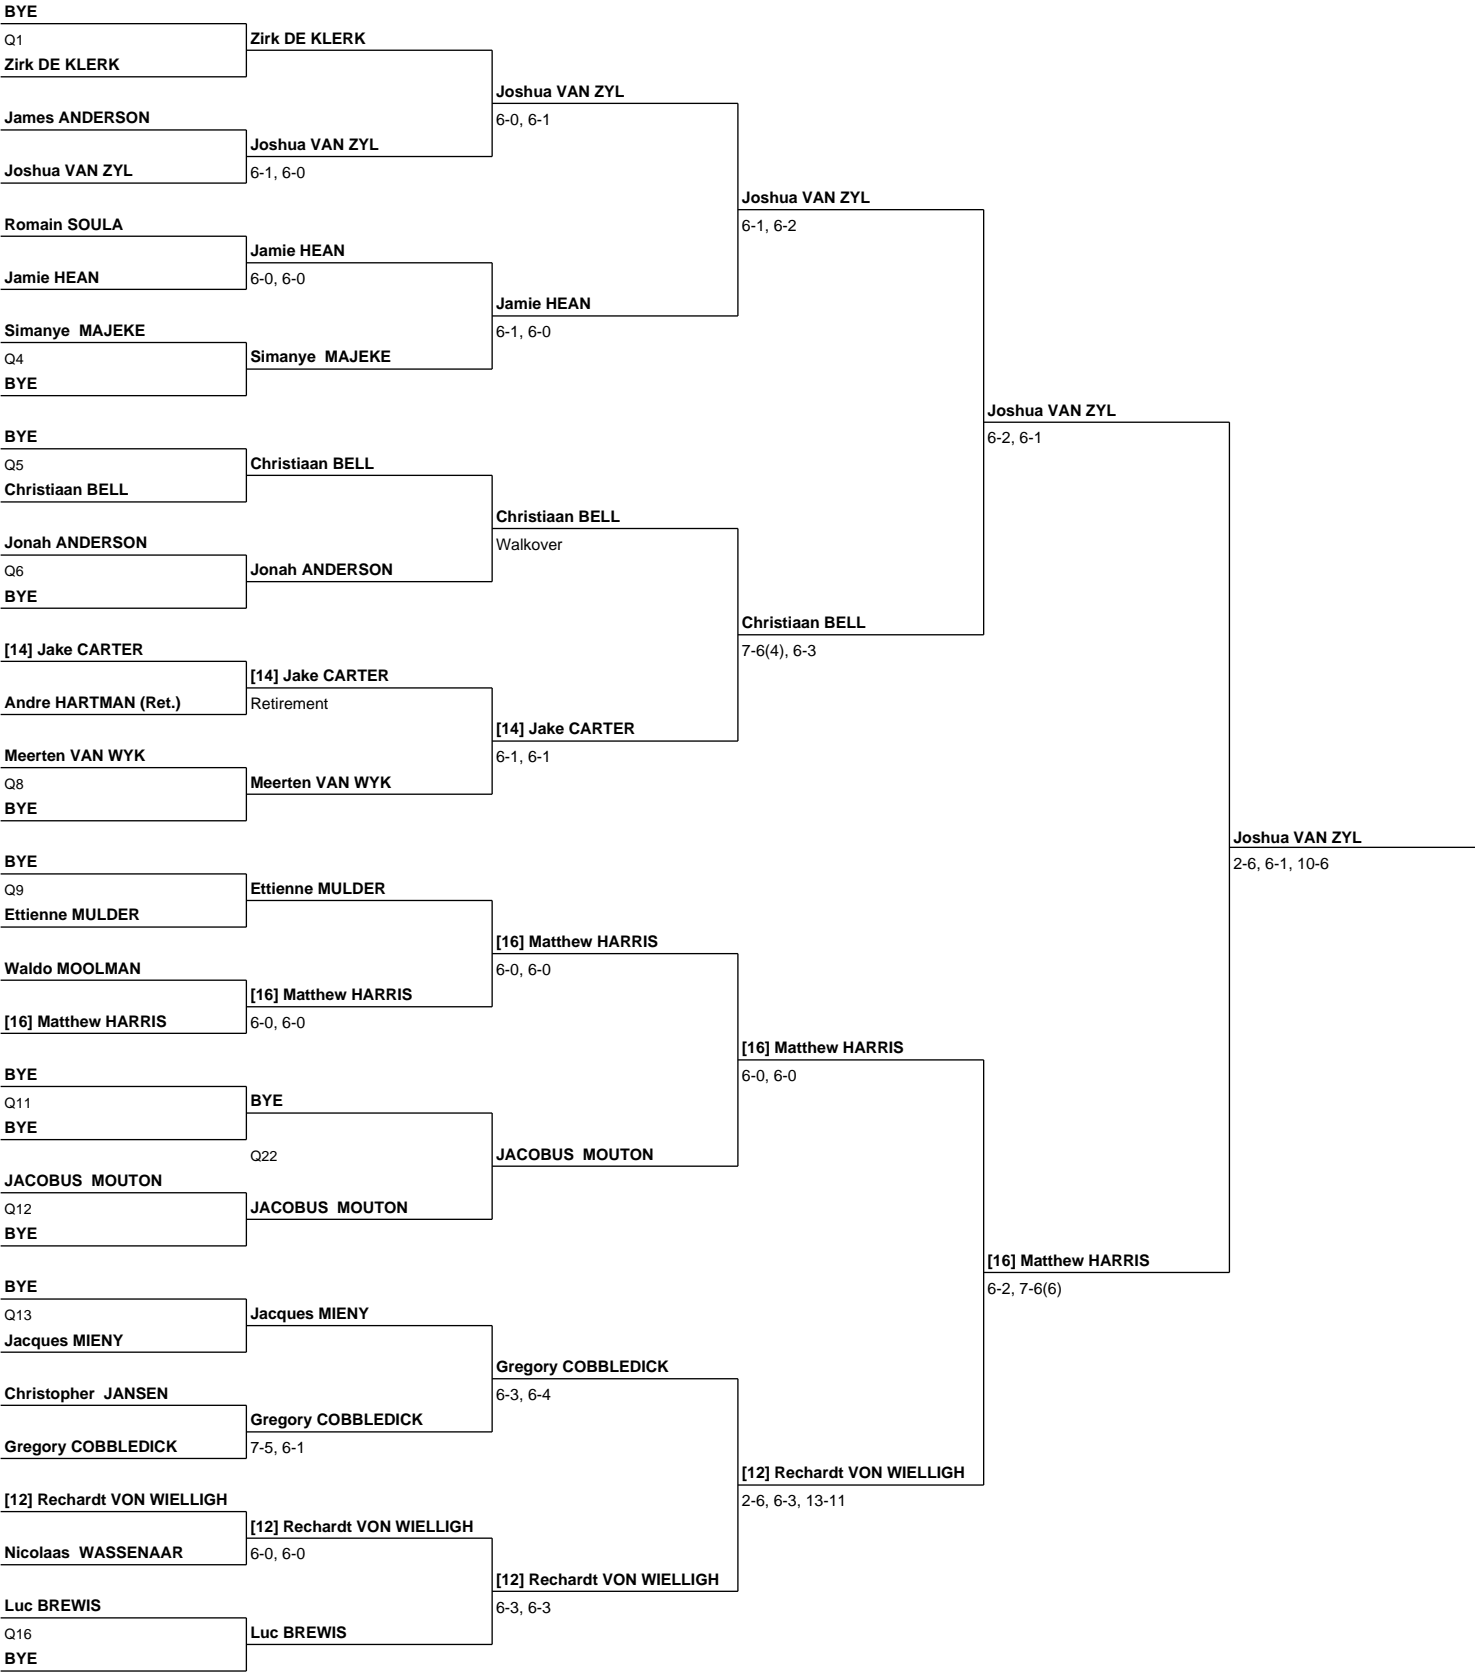 BYE
Q1
Zirk DE KLERK
James ANDERSON
Joshua VAN ZYL
Romain SOULA
Jamie HEAN
Simanye  MAJEKE
Q4
BYE
BYE
Q5
Christiaan BELL
Jonah ANDERSON
Q6
BYE
[14] Jake CARTER
Andre HARTMAN (Ret.)
Meerten VAN WYK
Q8
BYE
BYE
Q9
Ettienne MULDER
Waldo MOOLMAN
[16] Matthew HARRIS
BYE
Q11
BYE
JACOBUS  MOUTON
Q12
BYE
BYE
Q13
Jacques MIENY
Christopher  JANSEN
Gregory COBBLEDICK
[12] Rechardt VON WIELLIGH
Nicolaas  WASSENAAR
Luc BREWIS
Q16
BYE
Zirk DE KLERK
Joshua VAN ZYL
6-1, 6-0
Jamie HEAN
6-0, 6-0
Simanye  MAJEKE
Christiaan BELL
Jonah ANDERSON
[14] Jake CARTER
Retirement
Meerten VAN WYK
Ettienne MULDER
[16] Matthew HARRIS
6-0, 6-0
BYE
Q22
JACOBUS  MOUTON
Jacques MIENY
Gregory COBBLEDICK
7-5, 6-1
[12] Rechardt VON WIELLIGH
6-0, 6-0
Luc BREWIS
Joshua VAN ZYL
6-0, 6-1
Jamie HEAN
6-1, 6-0
Christiaan BELL
Walkover
[14] Jake CARTER
6-1, 6-1
[16] Matthew HARRIS
6-0, 6-0
JACOBUS  MOUTON
Gregory COBBLEDICK
6-3, 6-4
[12] Rechardt VON WIELLIGH
6-3, 6-3
Joshua VAN ZYL
6-1, 6-2
Christiaan BELL
7-6(4), 6-3
[16] Matthew HARRIS
6-0, 6-0
[12] Rechardt VON WIELLIGH
2-6, 6-3, 13-11
Joshua VAN ZYL
6-2, 6-1
[16] Matthew HARRIS
6-2, 7-6(6)
Joshua VAN ZYL
2-6, 6-1, 10-6